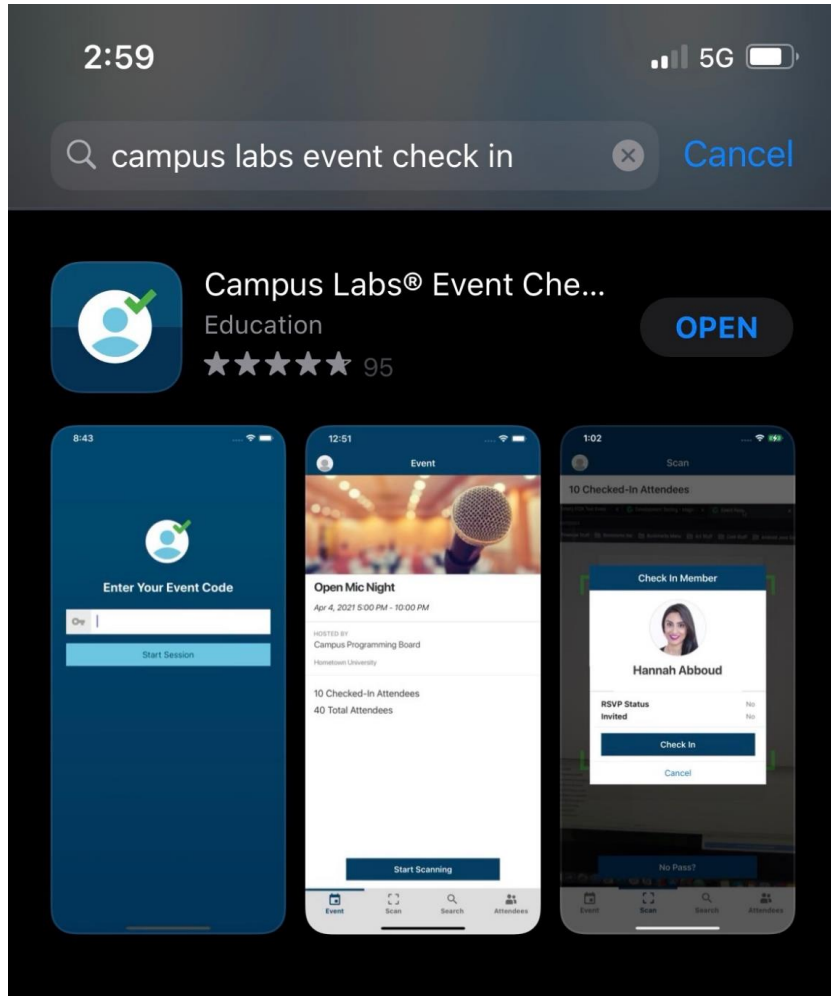 2:59
5G
campus labs event check in
Cancel
Campus Labs® Event Che...
Education
95
OPEN
8:43
Enter Your Event Code
Start Session
12:51
Event
Open Mic Night
Apr 4, 2021 5:00 PM - 10:00 PM
HOSTED BY
Campus Programming Board
Hometown University
10 Checked-In Attendees
40 Total Attendees
Start Scanning
Event
Scan
Search
Attendees
1:02
Scan
10 Checked-In Attendees
Check In Member
Hannah Abboud
RSVP Status No
Invited No
Check In
Cancel
No Pass?
Event
Scan
Search
Attendees